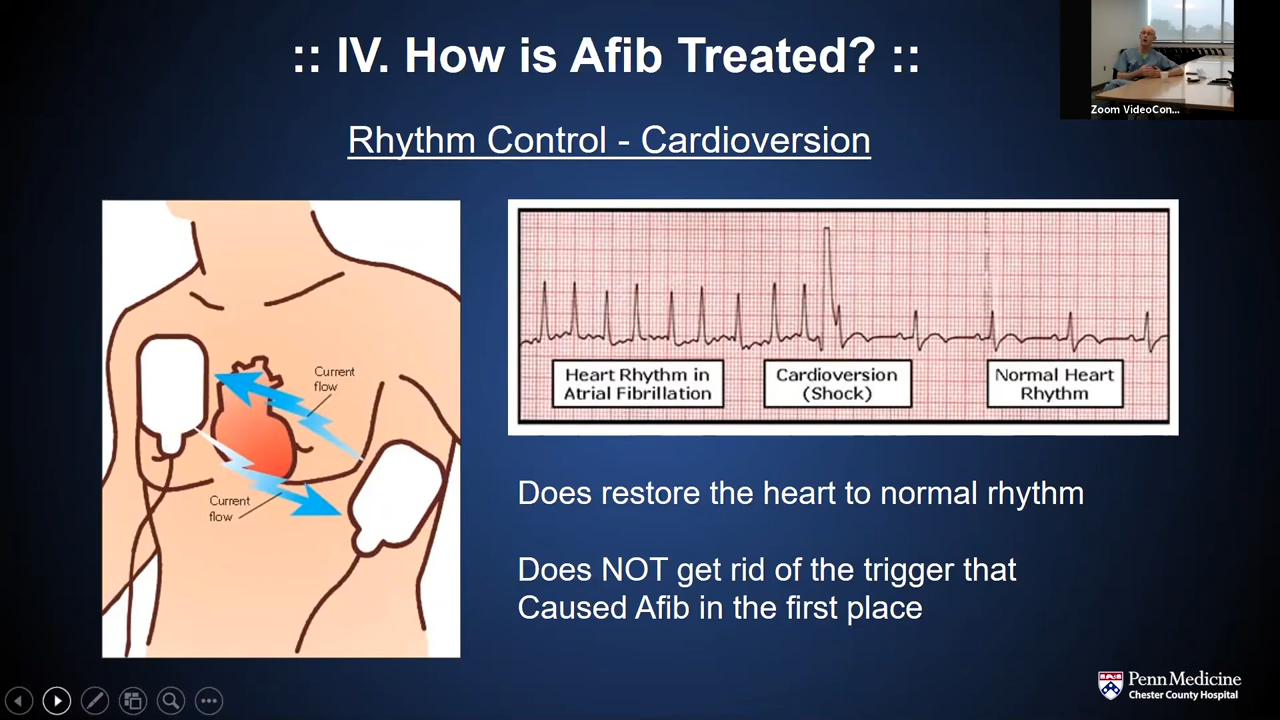 :: IV. How is Afib Treated? ::
Zoom VideoCon...
Rhythm Control - Cardioversion
Current
flow
Current
flow
Heart Rhythm in
Atrial Fibrillation
Cardioversion
(Shock)
Normal Heart
Rhythm
Does restore the heart to normal rhythm
Does NOT get rid of the trigger that
Caused Afib in the first place
Penn Medicine
Chester County Hospital